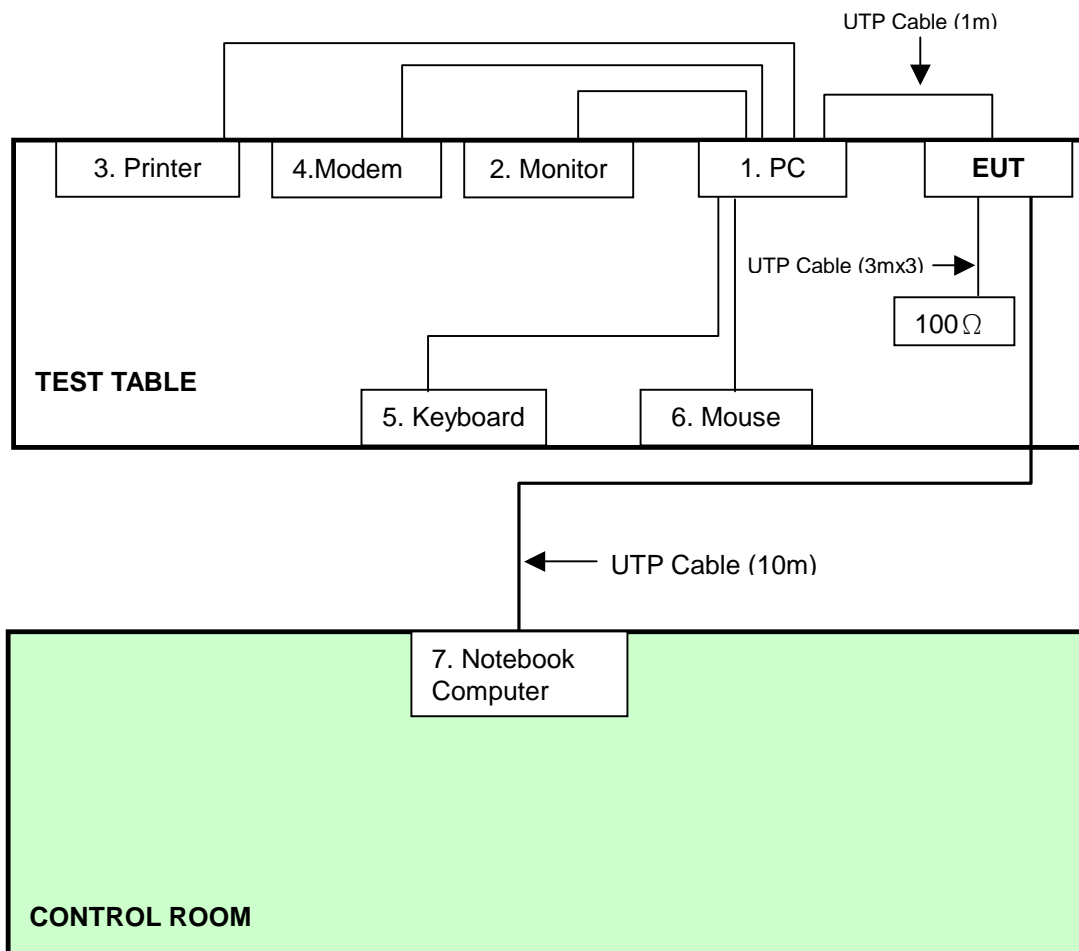 UTP Cable (1m)
3. Printer
4.Modem
2. Monitor
1. PC
EUT
UTP Cable (3mx3)
100Ω
TEST TABLE
5. Keyboard
6. Mouse
UTP Cable (10m)
7. Notebook
Computer
CONTROL ROOM